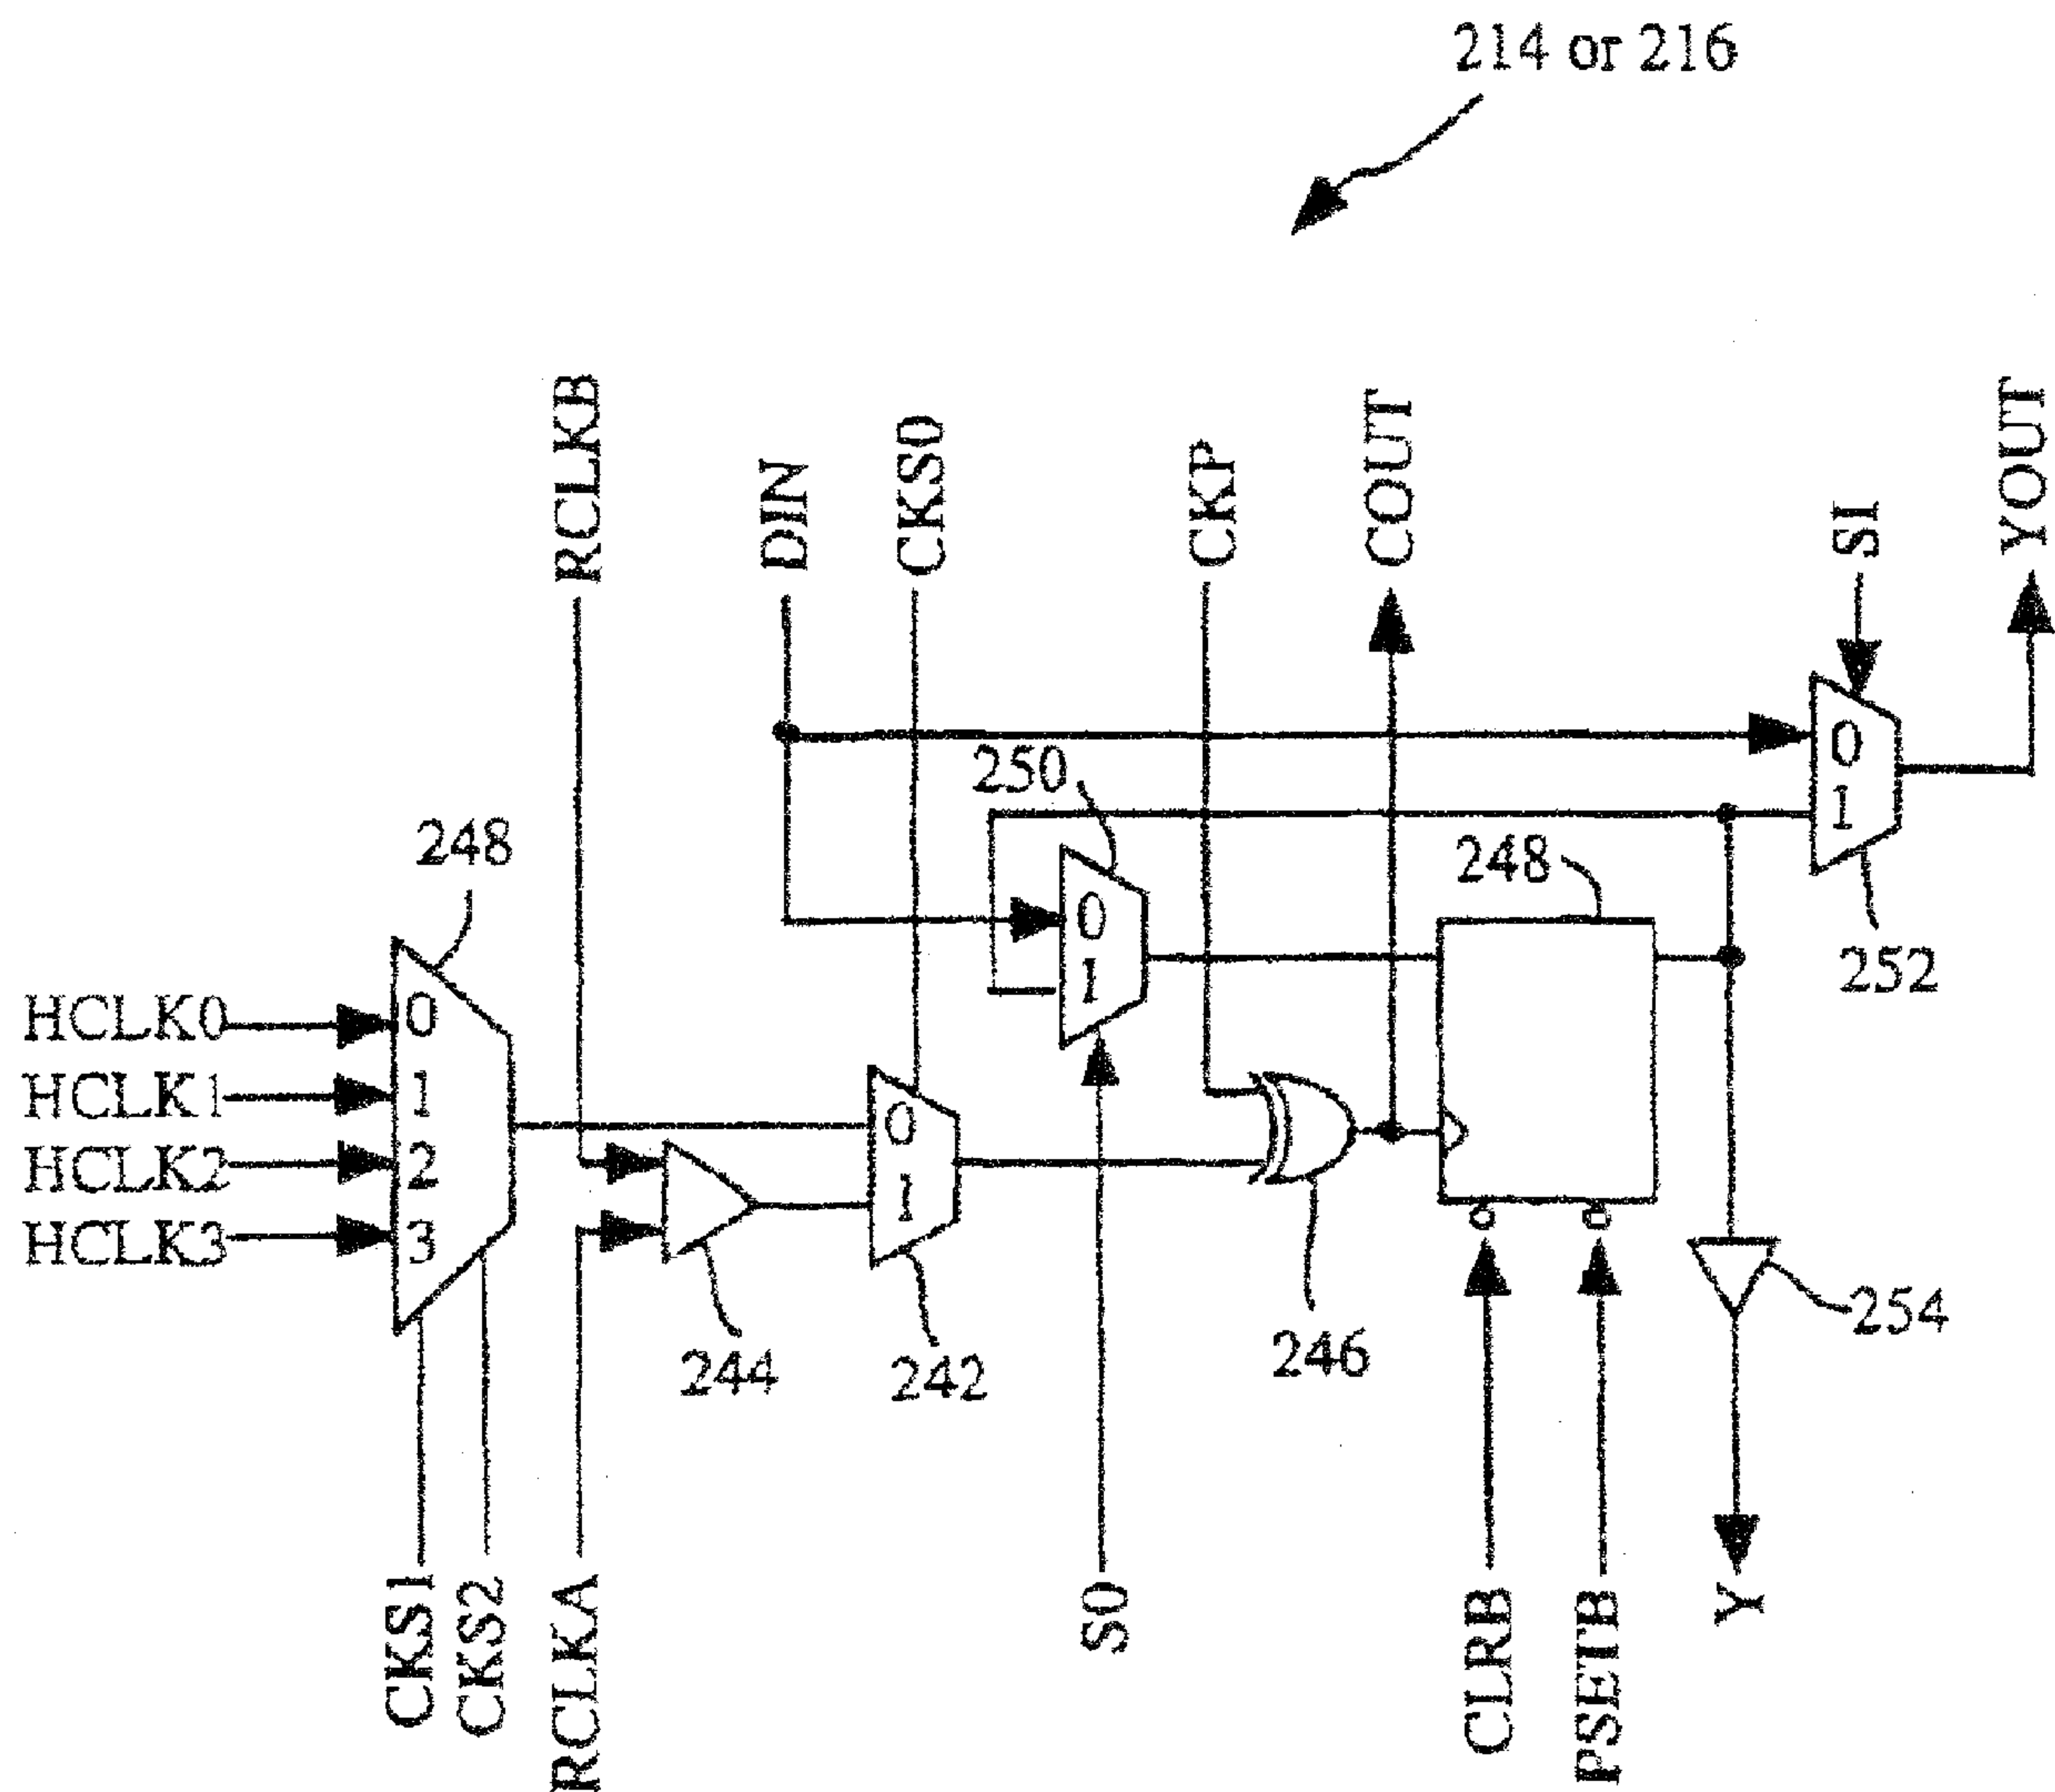 214 or 216
RCLKB
DIN
CKS0
CKP
COUT
SI
YOUT
250
248
0
1
248
252
HCLK0
HCLK1
HCLK2
HCLK3
0
1
2
3
0
1
0
1
244
242
246
254
CKS1
CKS2
RCLKA
S0
CLRB
PSETB
Y